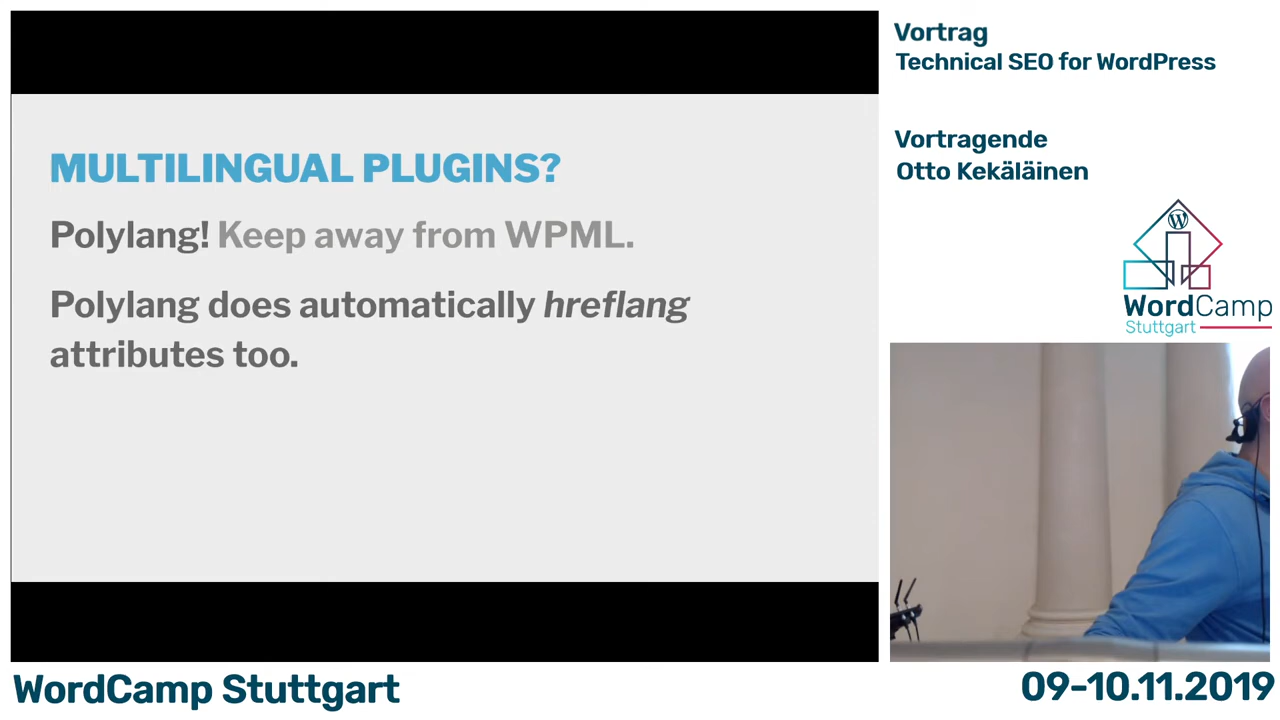 MULTILINGUAL PLUGINS?
Polylang! Keep away from WPML.
Polylang does automatically hreflang
attributes too.
Vortrag
Technical SEO for WordPress
Vortragende
Otto Kekäläinen
WordCamp
Stuttgart
WordCamp Stuttgart
09-10.11.2019